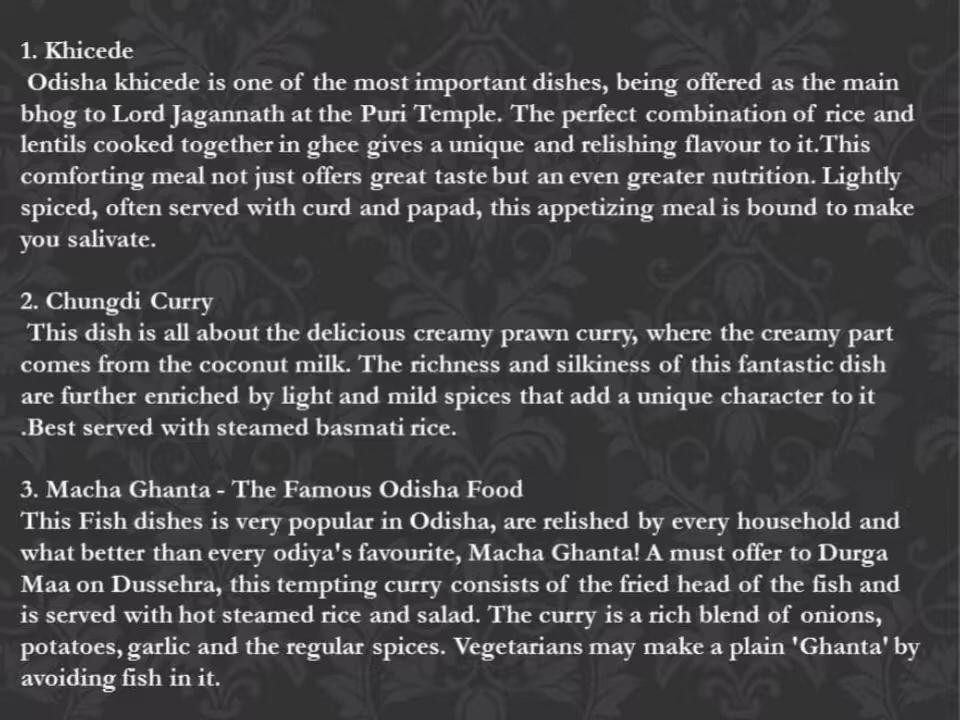 1. Khicede
Odisha khicede is one of the most important dishes, being offered as the main
bhog to Lord Jagannath at the Puri Temple. The perfect combination of rice and
lentils cooked together in ghee gives a unique and relishing flavour to it.This
comforting meal not just offers great taste but an even greater nutrition. Lightly
spiced, often served with curd and papad, this appetizing meal is bound to make
you salivate.
2. Chungdi Curry
This dish is all about the delicious creamy prawn curry, where the creamy part
comes from the coconut milk. The richness and silkiness of this fantastic dish
are further enriched by light and mild spices that add a unique character to it
.Best served with steamed basmati rice.
3. Macha Ghanta - The Famous Odisha Food
This Fish dishes is very popular in Odisha, are relished by every household and
what better than every odiya's favourite, Macha Ghanta! A must offer to Durga
Maa on Dussehra, this tempting curry consists of the fried head of the fish and
is served with hot steamed rice and salad. The curry is a rich blend of onions,
potatoes, garlic and the regular spices. Vegetarians may make a plain 'Ghanta' by
avoiding fish in it.